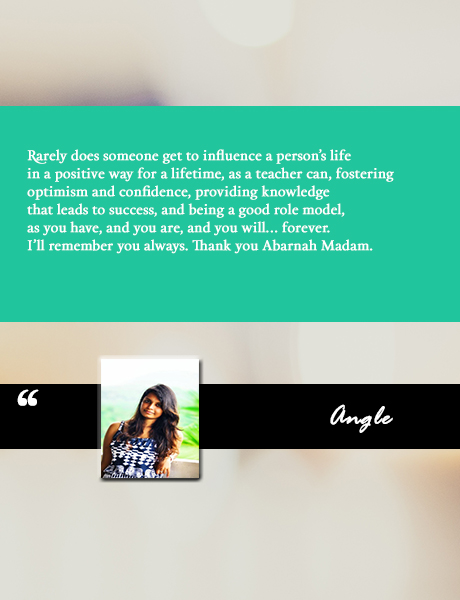 Rarely does someone get to influence a person's life
in a positive way for a lifetime, as a teacher can, fostering
optimism and confidence, providing knowledge
that leads to success, and being a good role model,
as you have, and you are, and you will... forever.
I'll remember you always. Thank you Abarnah Madam.
“
Angle